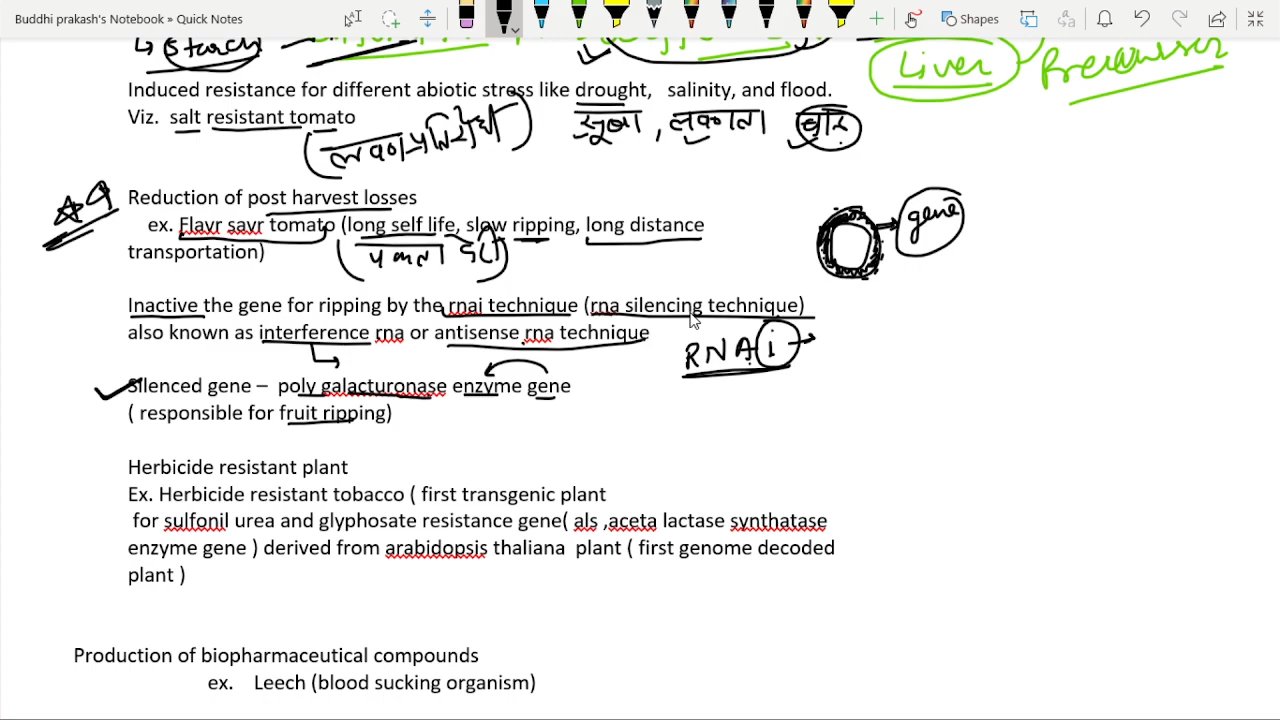 Buddhi prakash's Notebook » Quick Notes
Shapes
↳ Starch
Liver
Precursor
Induced resistance for different abiotic stress like drought, salinity, and flood.
Viz. salt resistant tomato
सूखा , लवणता बाढ़
Reduction of post harvest losses
ex. Flavr savr tomato (long self life, slow ripping, long distance
transportation)
gene
Inactive the gene for ripping by the rnai technique (rna silencing technique)
also known as interference rna or antisense rna technique
RNAi
Silenced gene – poly galacturonase enzyme gene
( responsible for fruit ripping)
Herbicide resistant plant
Ex. Herbicide resistant tobacco ( first transgenic plant
for sulfonil urea and glyphosate resistance gene( als ,aceta lactase synthatase
enzyme gene ) derived from arabidopsis thaliana plant ( first genome decoded
plant )
Production of biopharmaceutical compounds
ex. Leech (blood sucking organism)